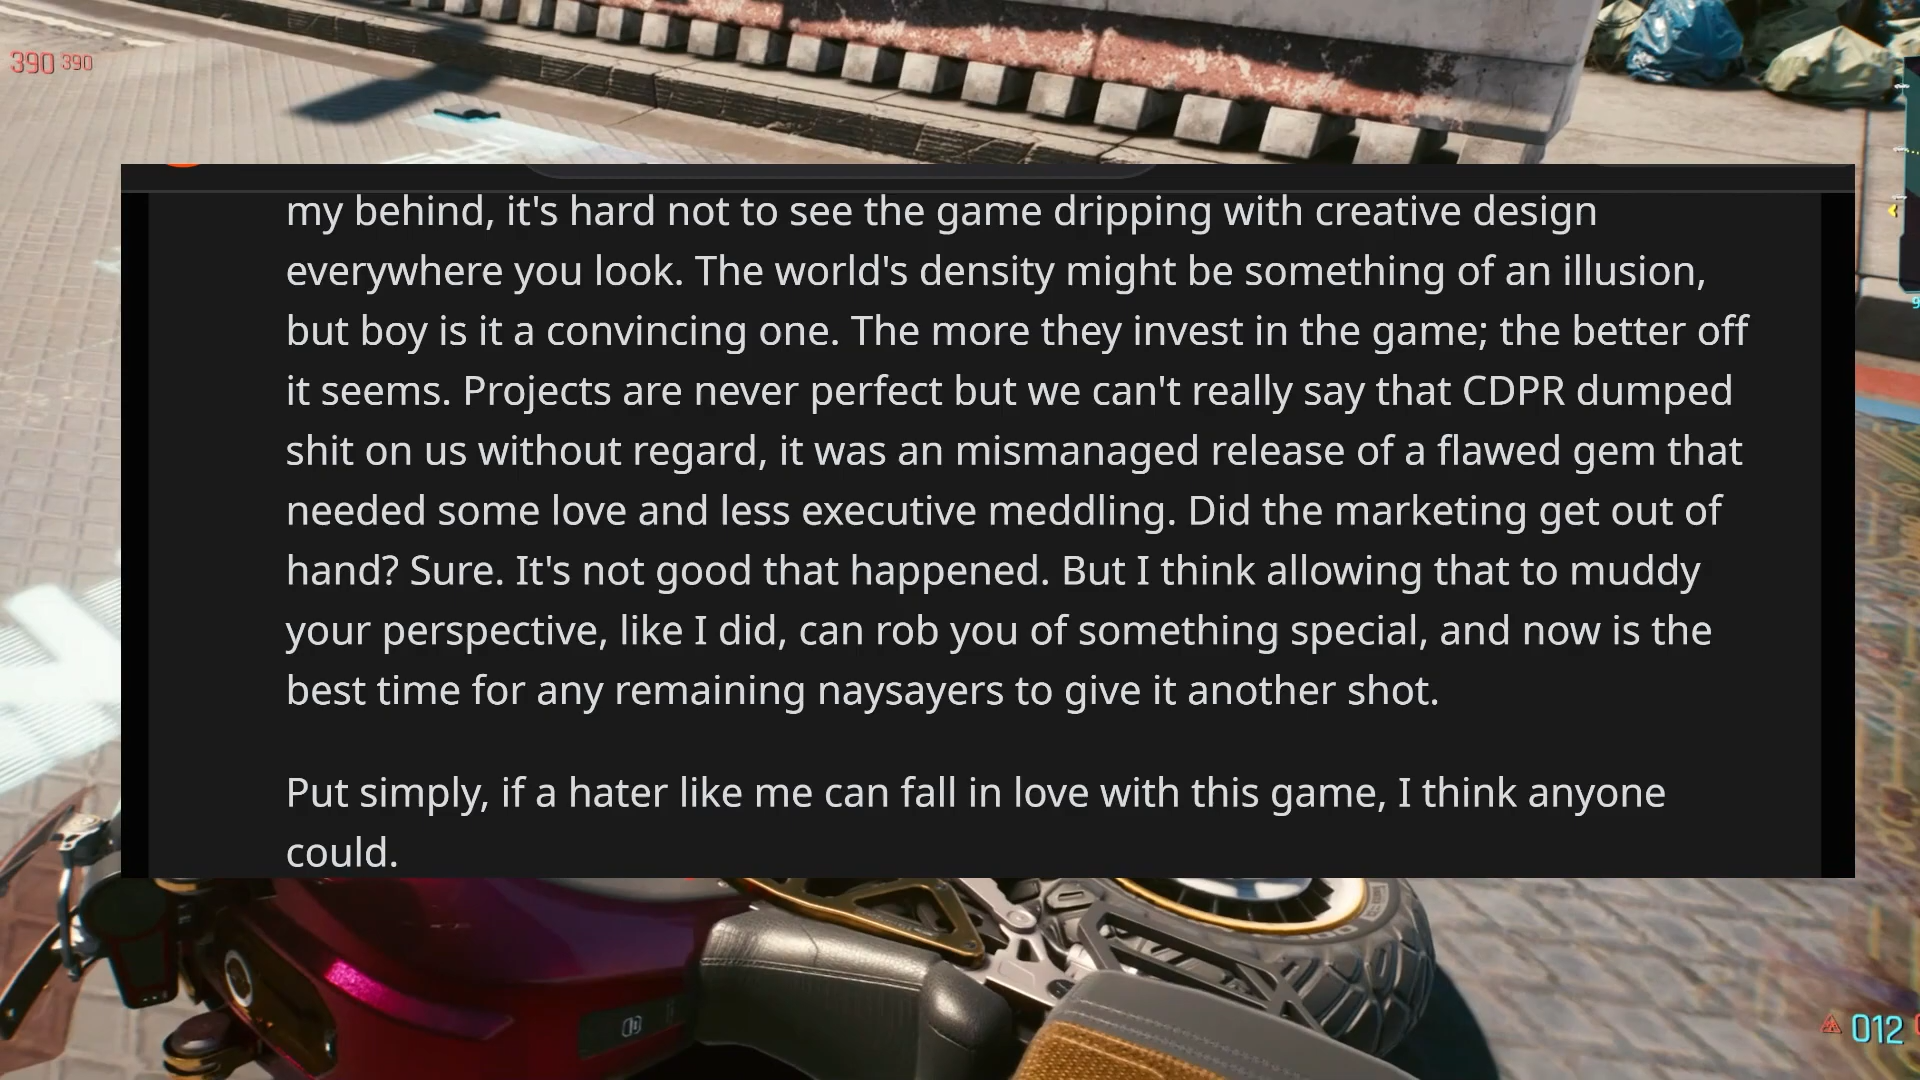 390 390
my behind, it's hard not to see the game dripping with creative design
everywhere you look. The world's density might be something of an illusion,
but boy is it a convincing one. The more they invest in the game; the better off
it seems. Projects are never perfect but we can't really say that CDPR dumped
shit on us without regard, it was an mismanaged release of a flawed gem that
needed some love and less executive meddling. Did the marketing get out of
hand? Sure. It's not good that happened. But I think allowing that to muddy
your perspective, like I did, can rob you of something special, and now is the
best time for any remaining naysayers to give it another shot.
Put simply, if a hater like me can fall in love with this game, I think anyone
could.
012